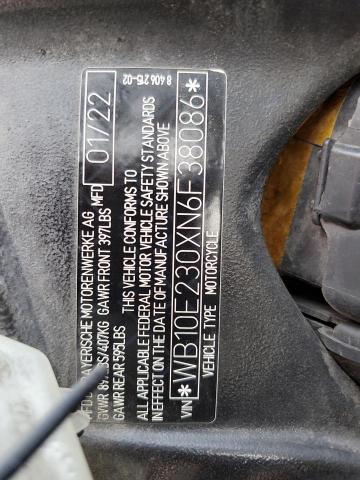 BAYERISCHE MOTORENWERKE AG MFD 01/22
GVWR LBS/407KG GAWR FRONT 397LBS
GAWR REAR 595LBS
THIS VEHICLE CONFORMS TO
ALL APPLICABLE FEDERAL MOTOR VEHICLE SAFETY STANDARDS
IN EFFECT ON THE DATE OF MANUFACTURE SHOWN ABOVE
VIN *WB10E230XN6F38086*
VEHICLE TYPE MOTORCYCLE
8 406 215-02